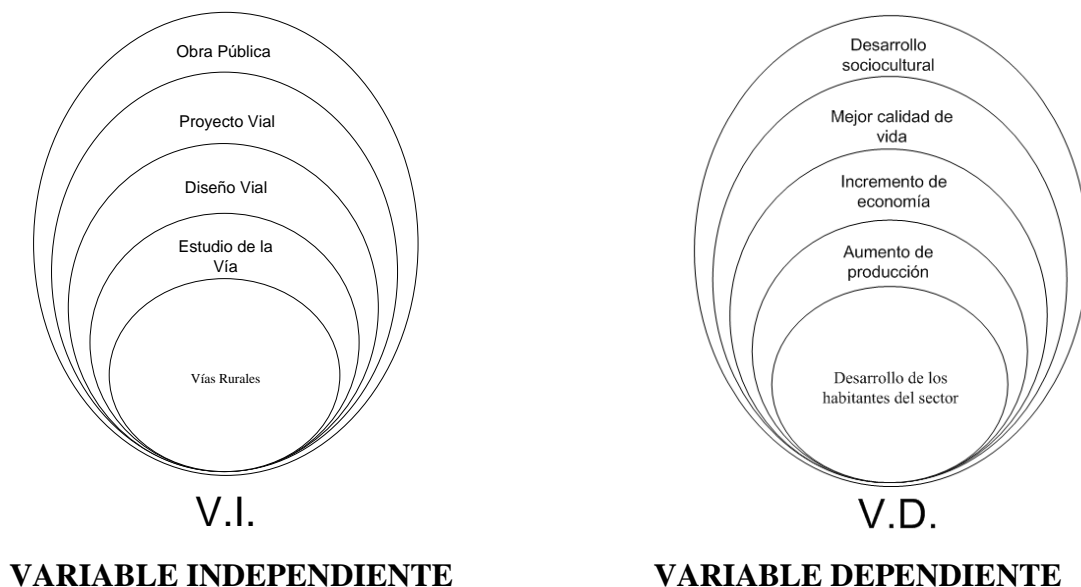 Obra Pública
Proyecto Vial
Diseño Vial
Estudio de la
Vía
Vías Rurales
V.I.
VARIABLE INDEPENDIENTE
Desarrollo
sociocultural
Mejor calidad de
vida
Incremento de
economía
Aumento de
producción
Desarrollo de los
habitantes del sector
V.D.
VARIABLE DEPENDIENTE